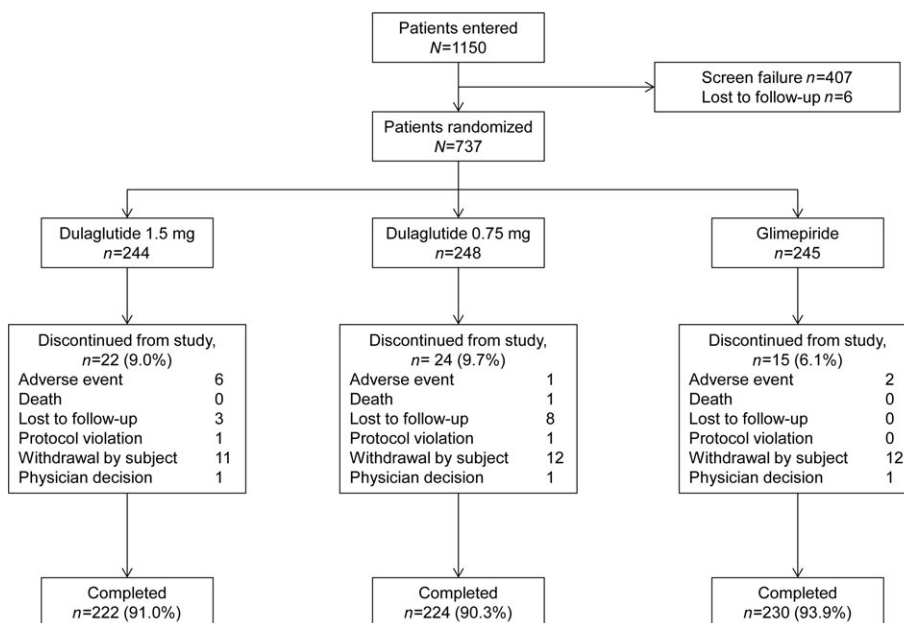 Patients entered
N=1150
Screen failure n=407
Lost to follow-up n=6
Patients randomized
N=737
Dulaglutide 1.5 mg
n=244
Dulaglutide 0.75 mg
n=248
Glimepiride
n=245
Discontinued from study,
n=22 (9.0%)
Adverse event 6
Death 0
Lost to follow-up 3
Protocol violation 1
Withdrawal by subject 11
Physician decision 1
Discontinued from study,
n= 24 (9.7%)
Adverse event 1
Death 1
Lost to follow-up 8
Protocol violation 1
Withdrawal by subject 12
Physician decision 1
Discontinued from study,
n=15 (6.1%)
Adverse event 2
Death 0
Lost to follow-up 0
Protocol violation 0
Withdrawal by subject 12
Physician decision 1
Completed
n=222 (91.0%)
Completed
n=224 (90.3%)
Completed
n=230 (93.9%)